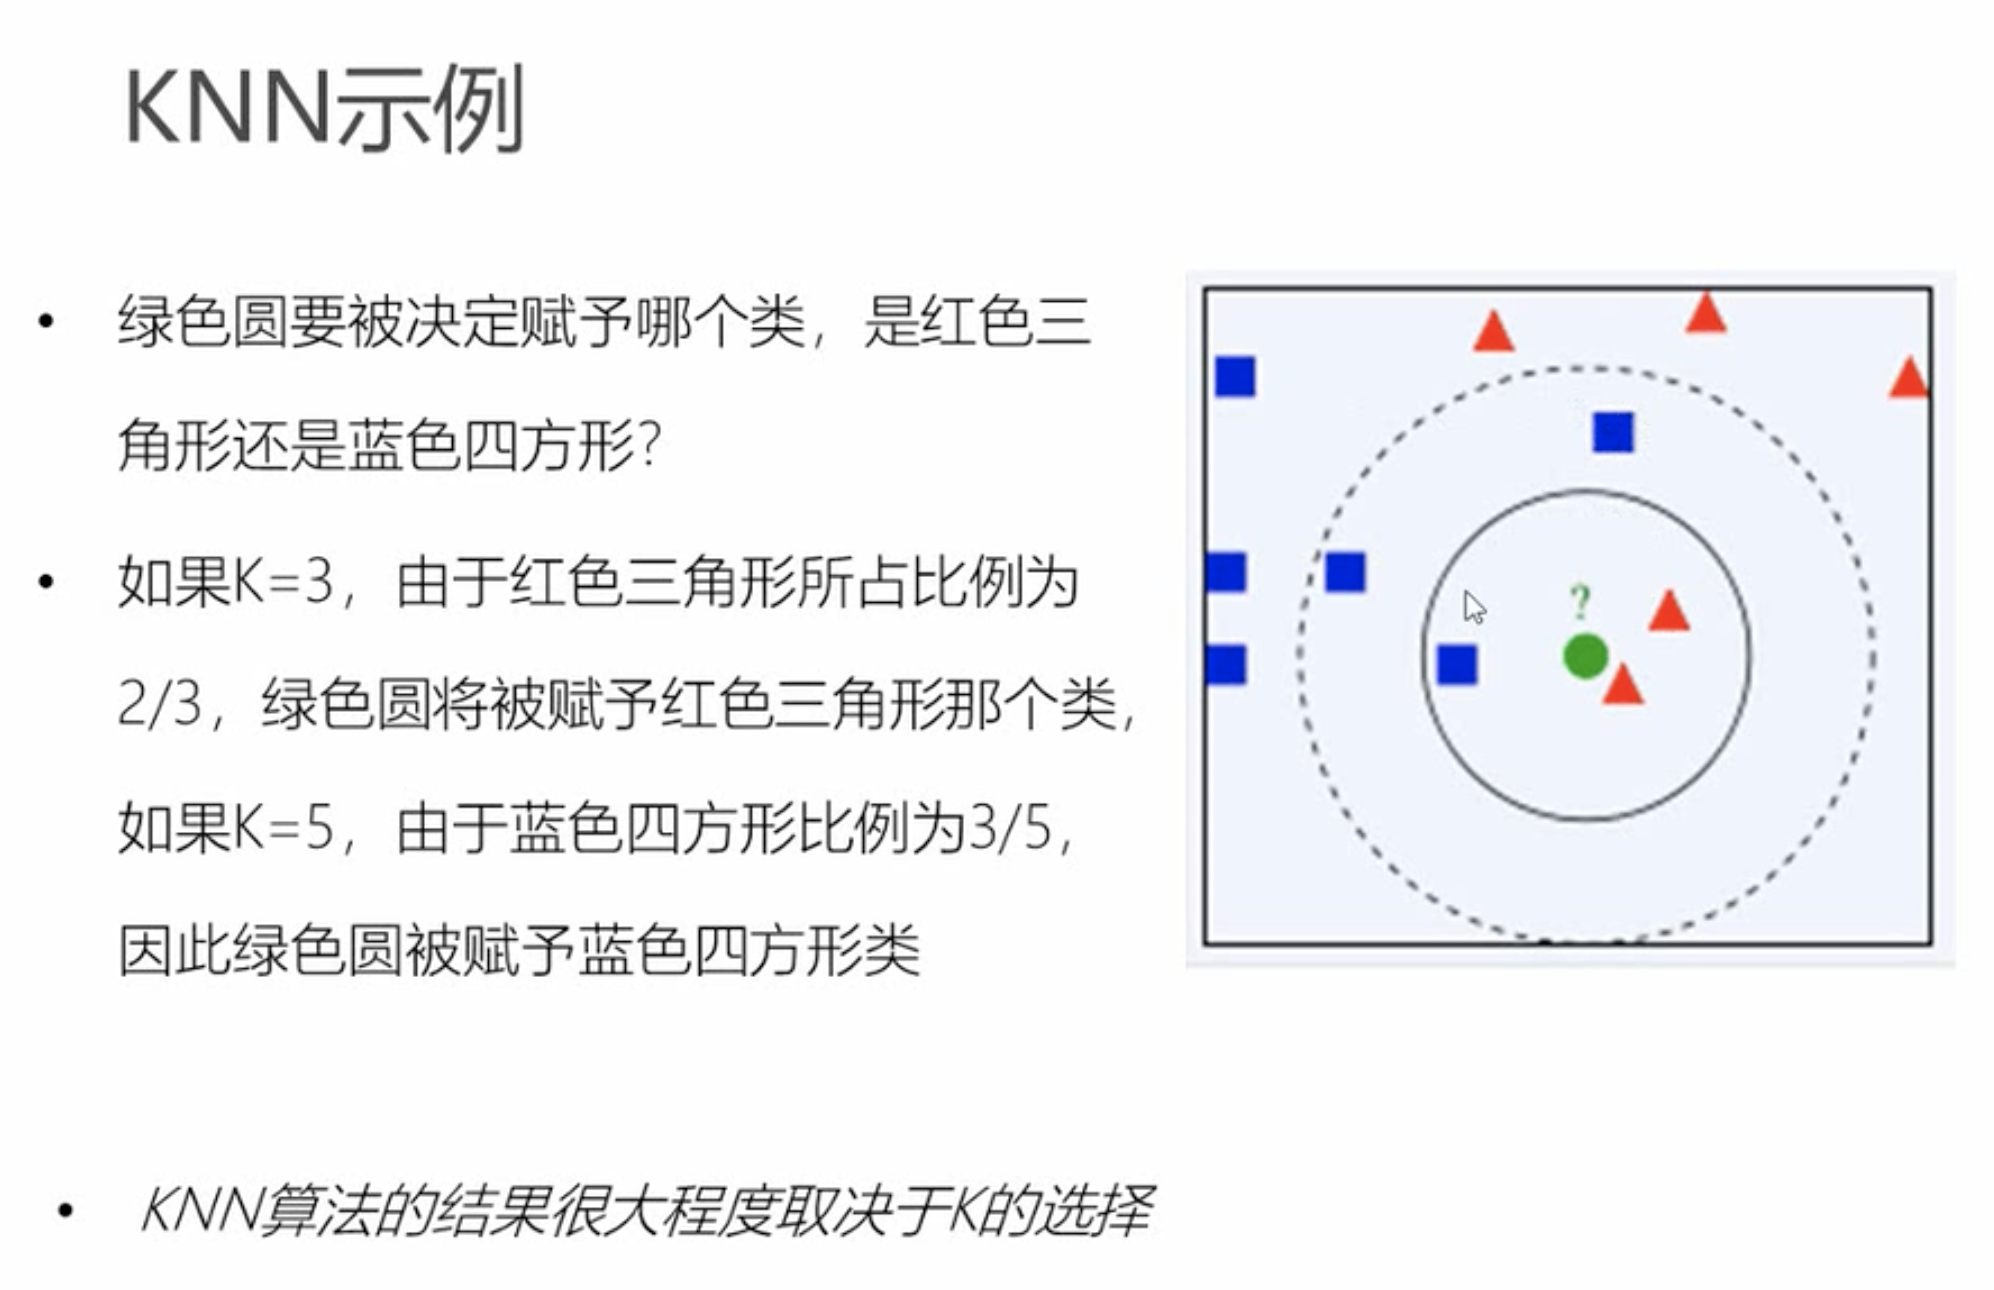 KNN示例
• 绿色圆要被决定赋予哪个类，是红色三
角形还是蓝色四方形？
• 如果K=3，由于红色三角形所占比例为
2/3，绿色圆将被赋予红色三角形那个类，
如果K=5，由于蓝色四方形比例为3/5，
因此绿色圆被赋予蓝色四方形类
?
• KNN算法的结果很大程度取决于K的选择